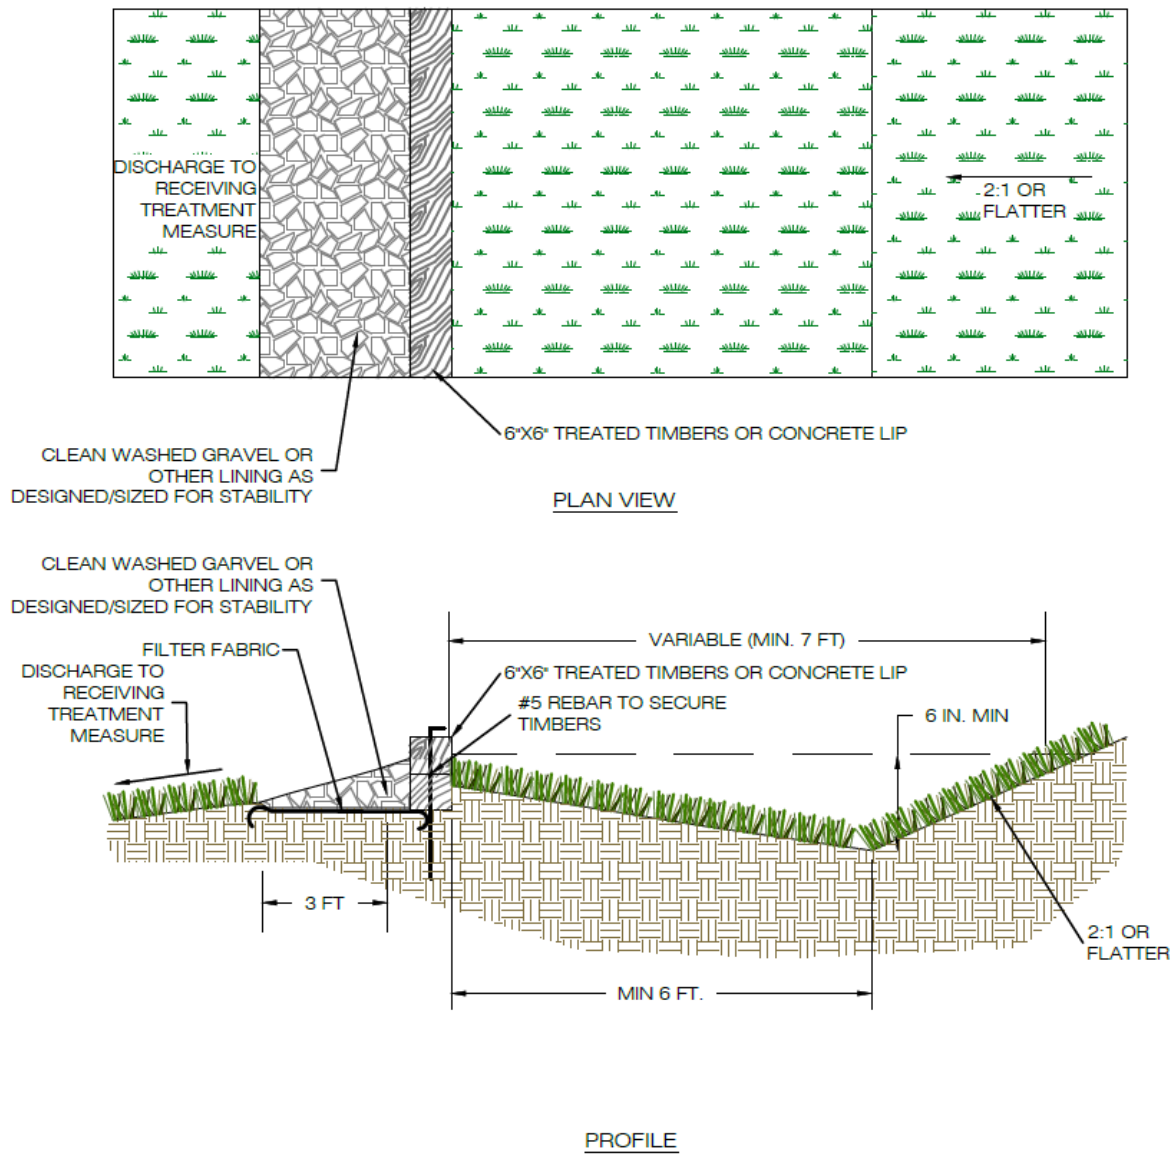 DISCHARGE TO
RECEIVING
TREATMENT
MEASURE
2:1 OR
FLATTER
6"X6" TREATED TIMBERS OR CONCRETE LIP
CLEAN WASHED GRAVEL OR
OTHER LINING AS
DESIGNED/SIZED FOR STABILITY
PLAN VIEW
CLEAN WASHED GARVEL OR
OTHER LINING AS
DESIGNED/SIZED FOR STABILITY
FILTER FABRIC
DISCHARGE TO
RECEIVING
TREATMENT
MEASURE
VARIABLE (MIN. 7 FT)
6"X6" TREATED TIMBERS OR CONCRETE LIP
#5 REBAR TO SECURE
TIMBERS
6 IN. MIN
3 FT
2:1 OR
FLATTER
MIN 6 FT.
PROFILE